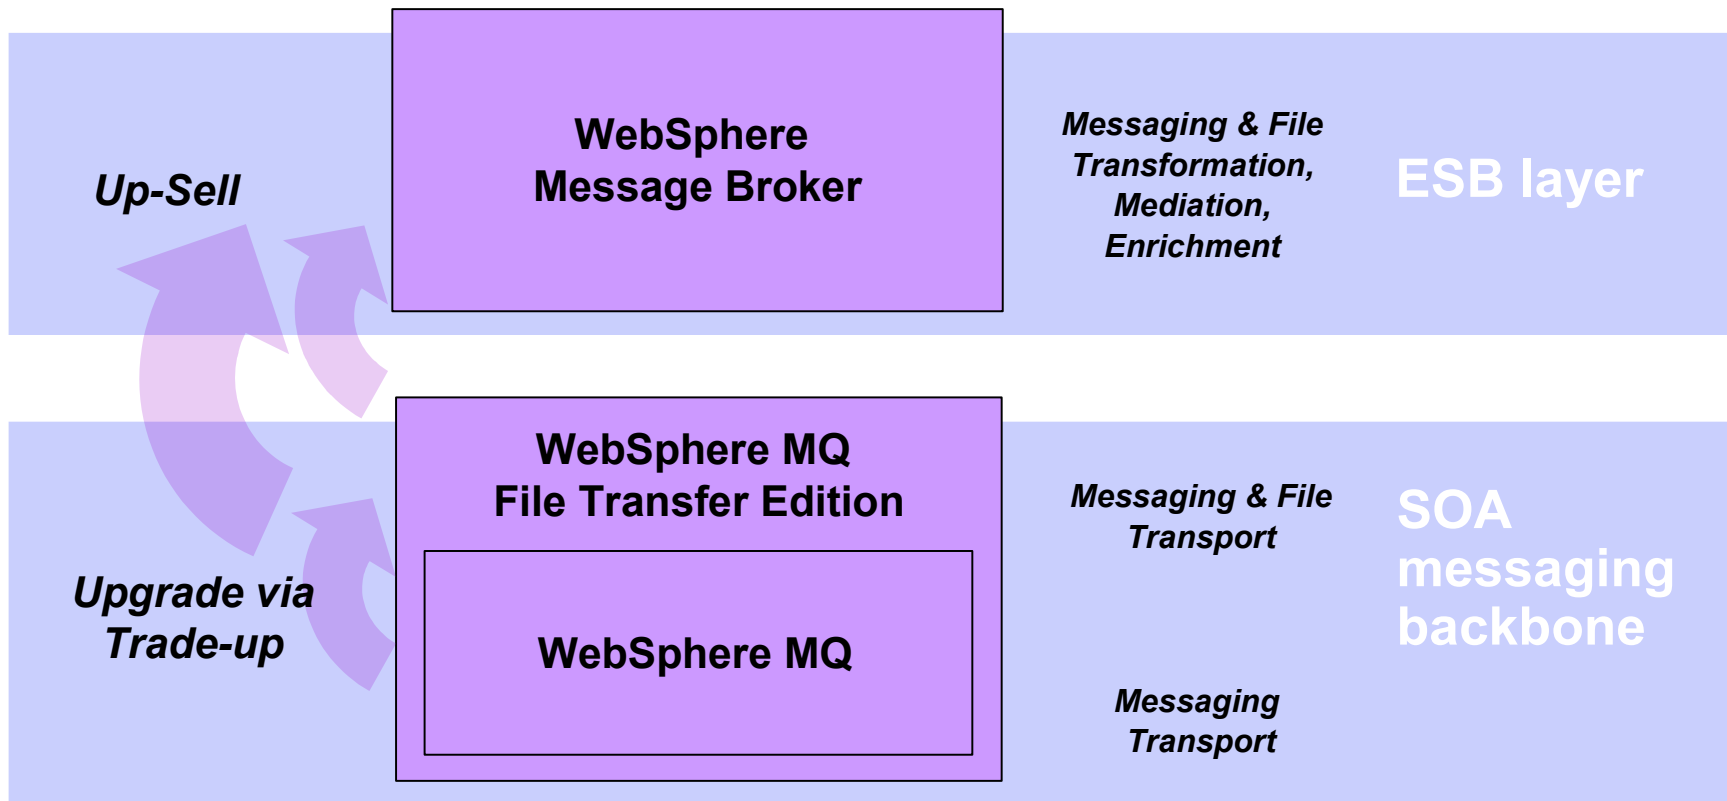 Up-Sell
WebSphere
Message Broker
Messaging & File
Transformation,
Mediation,
Enrichment
ESB layer
Upgrade via
Trade-up
WebSphere MQ
File Transfer Edition
WebSphere MQ
Messaging & File
Transport
Messaging
Transport
SOA
messaging
backbone